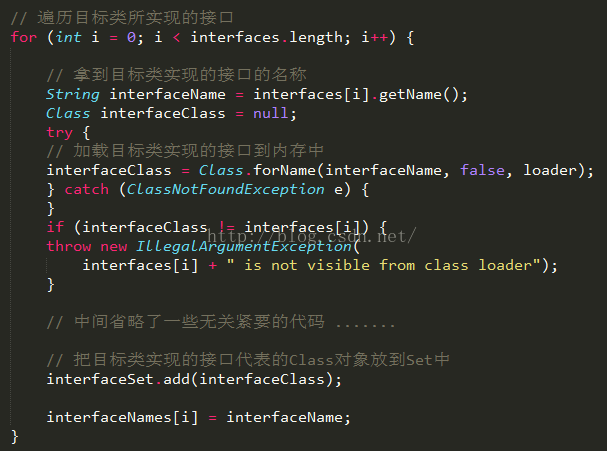 // 遍历目标类所实现的接口
for (int i = 0; i < interfaces.length; i++) {
// 拿到目标类实现的接口的名称
String interfaceName = interfaces[i].getName();
Class interfaceClass = null;
try {
// 加载目标类实现的接口到内存中
interfaceClass = Class.forName(interfaceName, false, loader);
} catch (ClassNotFoundException e) {
}
if (interfaceClass != interfaces[i]) {
http://blog.csdn.net/
throw new IllegalArgumentException(
interfaces[i] + " is not visible from class loader");
}
// 中间省略了一些无关紧要的代码 .......
// 把目标类实现的接口代表的Class对象放到Set中
interfaceSet.add(interfaceClass);
interfaceNames[i] = interfaceName;
}